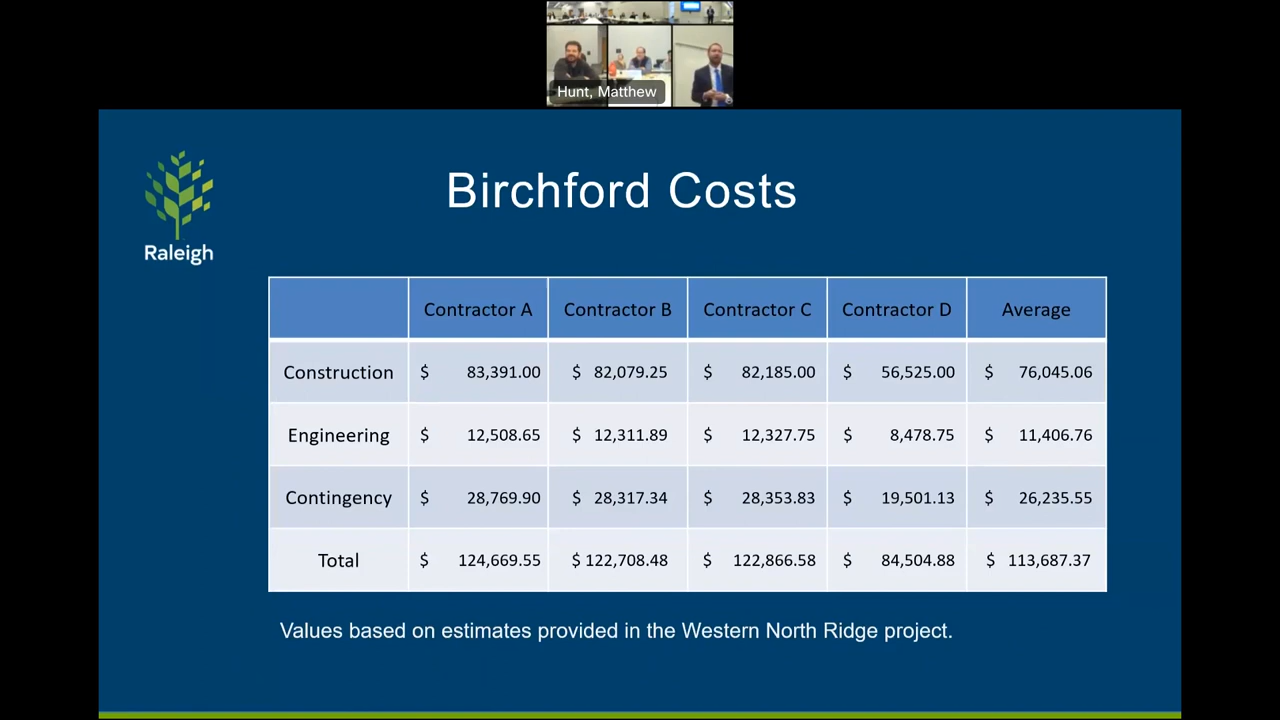 Hunt, Matthew
Raleigh
Birchford Costs
Contractor A Contractor B Contractor C Contractor D Average
Construction $ 83,391.00 $ 82,079.25 $ 82,185.00 $ 56,525.00 $ 76,045.06
Engineering $ 12,508.65 $ 12,311.89 $ 12,327.75 $ 8,478.75 $ 11,406.76
Contingency $ 28,769.90 $ 28,317.34 $ 28,353.83 $ 19,501.13 $ 26,235.55
Total $ 124,669.55 $ 122,708.48 $ 122,866.58 $ 84,504.88 $ 113,687.37
Values based on estimates provided in the Western North Ridge project.